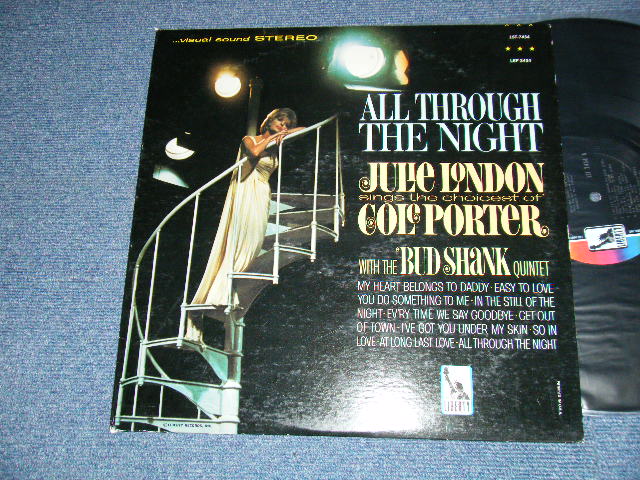 ...visual sound STEREO
LST-7434
LRP-3434
ALL THROUGH
THE NIGHT
JULIE LONDON
sings the choicest of
COLE PORTER
WITH THE BUD SHANK QUINTET
MY HEART BELONGS TO DADDY · EASY TO LOVE ·
YOU DO SOMETHING TO ME · IN THE STILL OF THE
NIGHT · EV'RY TIME WE SAY GOODBYE · GET OUT
OF TOWN · I'VE GOT YOU UNDER MY SKIN · SO IN
LOVE · AT LONG LAST LOVE · ALL THROUGH THE NIGHT
LIBERTY
LIBERTY